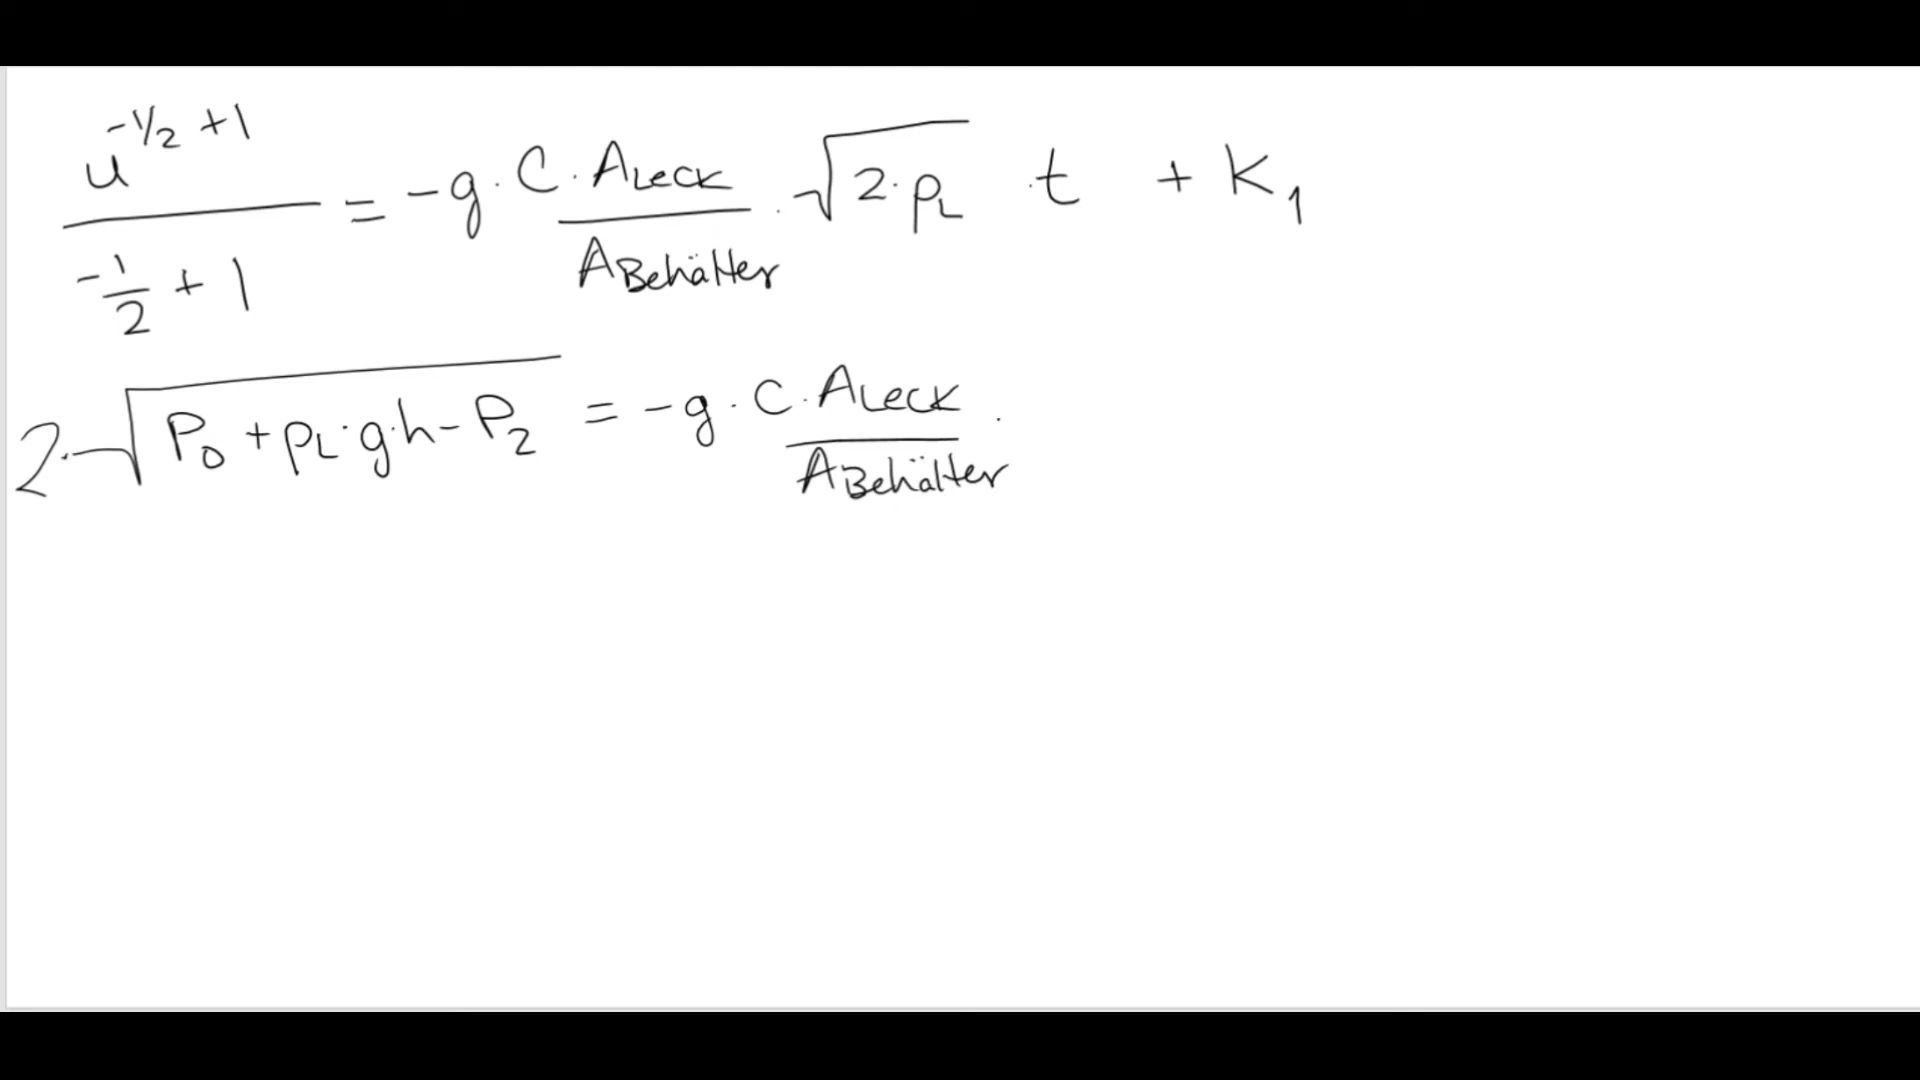 u^(-1/2 +1) / (-1/2 + 1) = -g · C · A_Leck / A_Behälter · √(2·ρ_L) · t + K_1
2·√(P_0 + ρ_L·g·h - P_2) = -g · C · A_Leck / A_Behälter ·